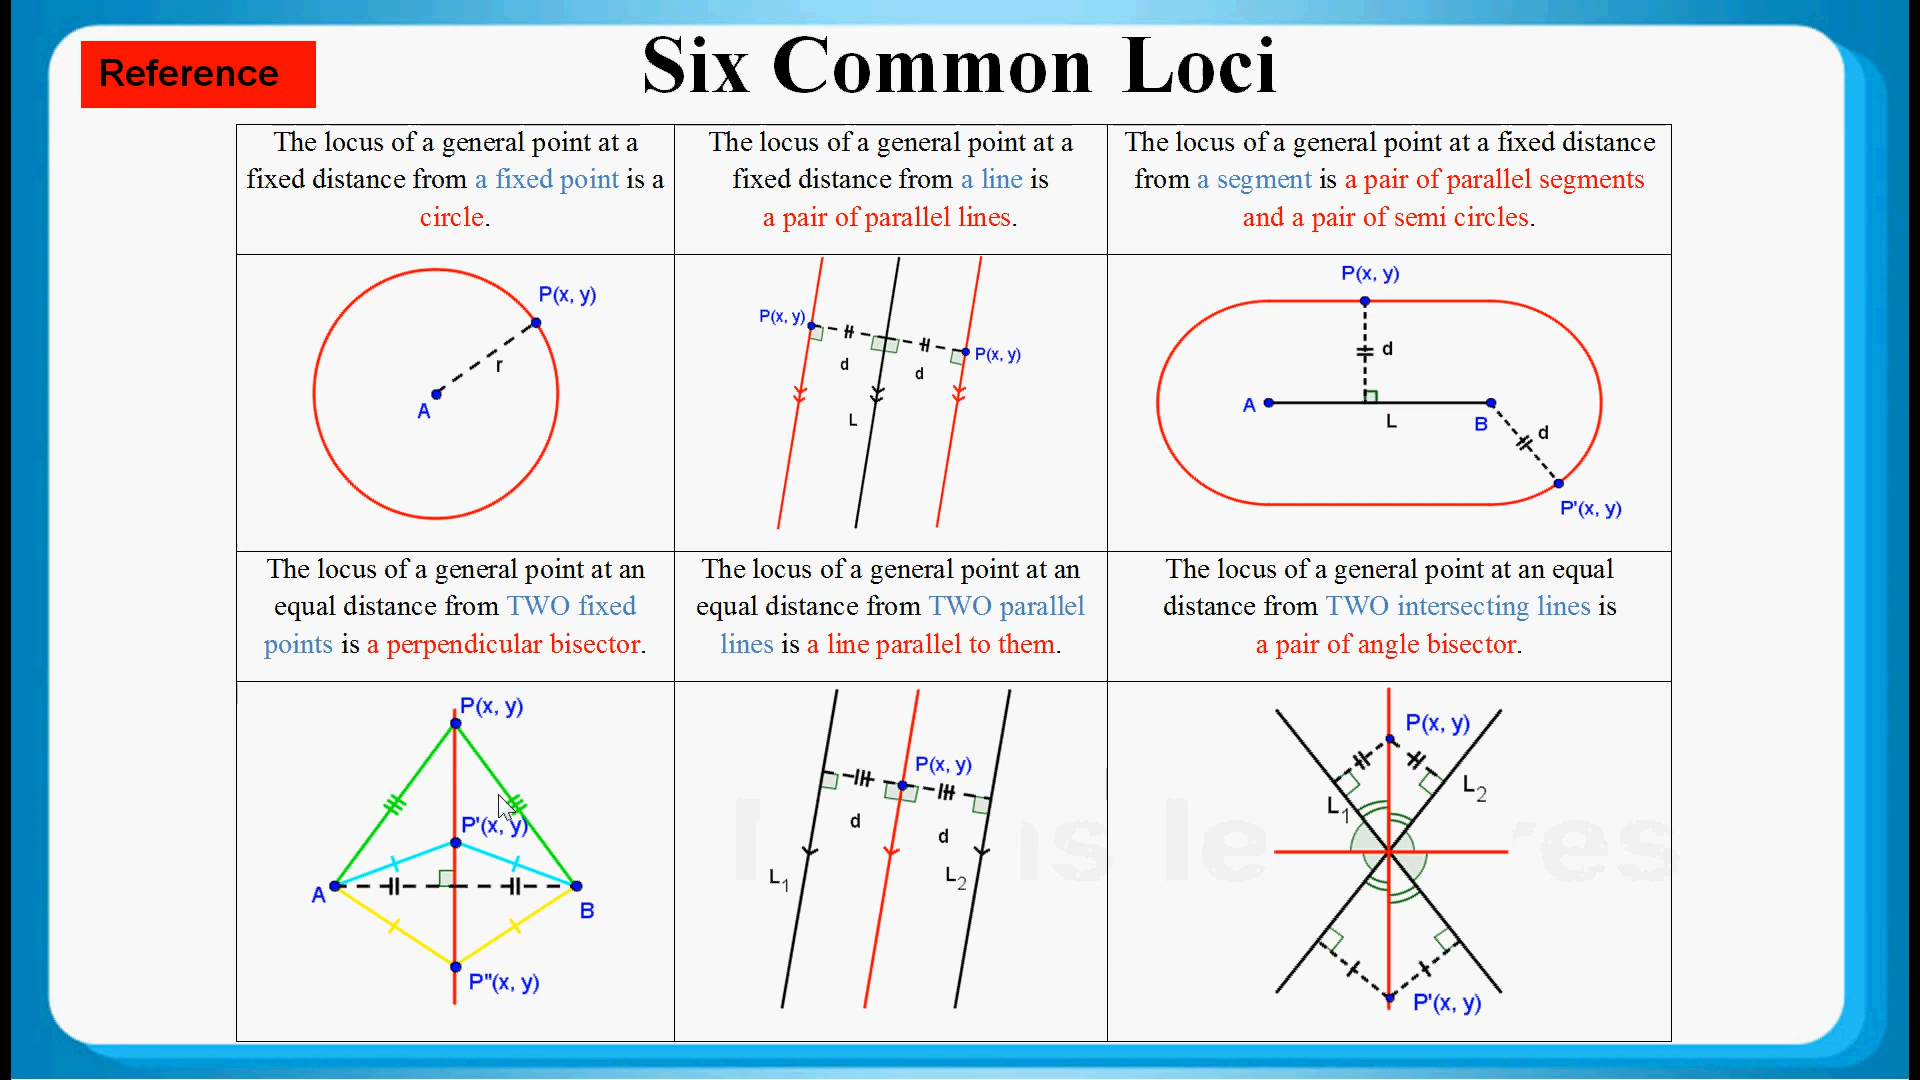 Reference
Six Common Loci
The locus of a general point at a
fixed distance from a fixed point is a
circle.
The locus of a general point at a
fixed distance from a line is
a pair of parallel lines.
The locus of a general point at a fixed distance
from a segment is a pair of parallel segments
and a pair of semi circles.
P(x, y)
r
A
P(x, y)
P(x, y)
d
d
L
P(x, y)
d
A
L
B
d
P'(x, y)
The locus of a general point at an
equal distance from TWO fixed
points is a perpendicular bisector.
The locus of a general point at an
equal distance from TWO parallel
lines is a line parallel to them.
The locus of a general point at an equal
distance from TWO intersecting lines is
a pair of angle bisector.
P(x, y)
P'(x, y)
A
B
P"(x, y)
P(x, y)
d
d
L1
L2
P(x, y)
L1
L2
P'(x, y)